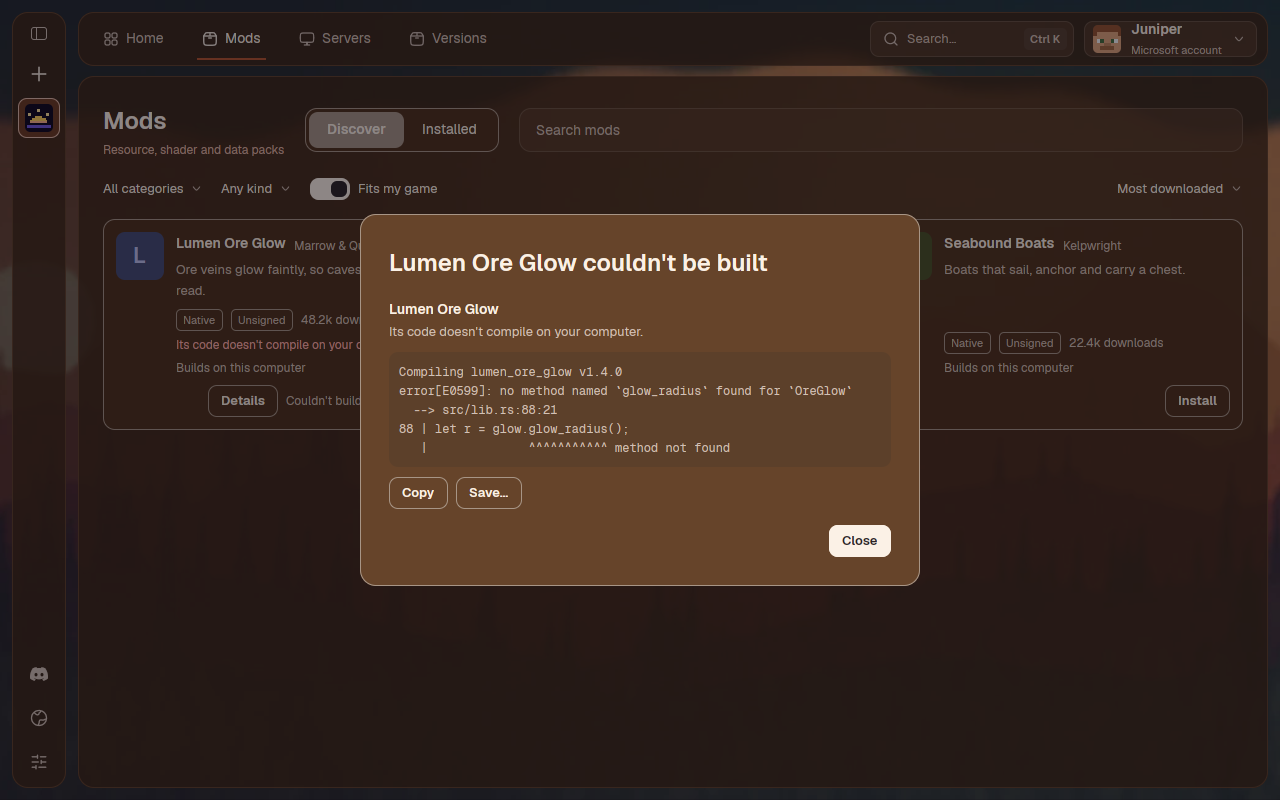 Home
Mods
Servers
Versions
Search...
Ctrl K
Juniper
Microsoft account
Mods
Resource, shader and data packs
Discover
Installed
Search mods
All categories
Any kind
Fits my game
Most downloaded
L
Lumen Ore Glow
Marrow &
Ore veins glow faintly, so caves
read.
Native
Unsigned
48.2k
Its code doesn't compile on your
Builds on this computer
Details
Couldn't build
Seabound Boats
Kelpwright
Boats that sail, anchor and carry a chest.
Native
Unsigned
22.4k downloads
Builds on this computer
Install
Lumen Ore Glow couldn't be built
Lumen Ore Glow
Its code doesn't compile on your computer.
Compiling lumen_ore_glow v1.4.0
error[E0599]: no method named `glow_radius` found for `OreGlow`
--> src/lib.rs:88:21
88 | let r = glow.glow_radius();
| ^^^^^^^^^^^ method not found
Copy
Save...
Close